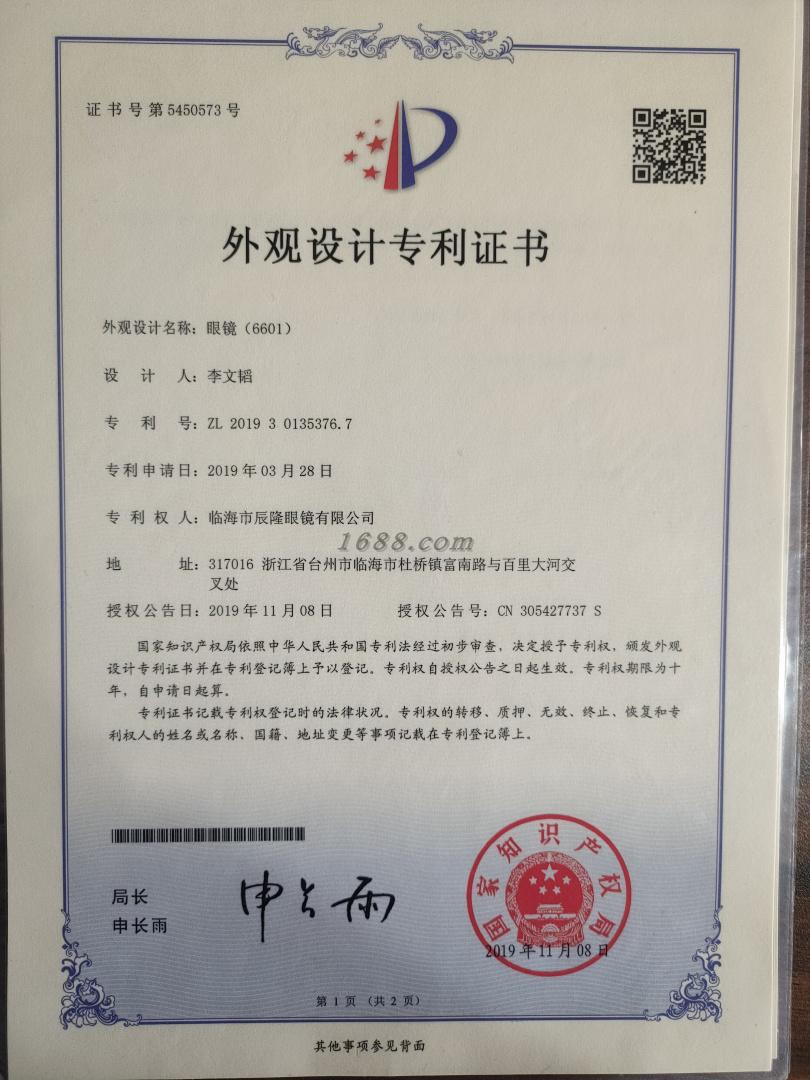 证书号第5450573号
外观设计专利证书
外观设计名称：眼镜（6601）
设计人：李文韬
专利号：ZL 2019 3 0135376.7
专利申请日：2019年03月28日
专利权人：临海市辰隆眼镜有限公司
1688.com
地址：317016 浙江省台州市临海市杜桥镇富南路与百里大河交
叉处
授权公告日：2019年11月08日 授权公告号：CN 305427737 S
国家知识产权局依照中华人民共和国专利法经过初步审查，决定授予专利权，颁发外观
设计专利证书并在专利登记簿上予以登记。专利权自授权公告之日起生效。专利权期限为十
年，自申请日起算。
专利证书记载专利权登记时的法律状况。专利权的转移、质押、无效、终止、恢复和专
利权人的姓名或名称、国籍、地址变更等事项记载在专利登记簿上。
局长
申长雨
申长雨
国家知识产权局
2019年11月08日
第1页（共2页）
其他事项参见背面